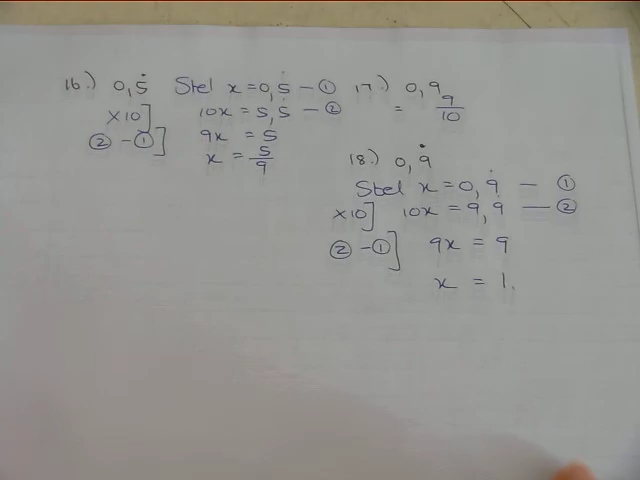 16.) 0,5̇ Stel x = 0,5̇ — ①
×10] 10x = 5,5̇ — ②
② − ①] 9x = 5
x = 5/9
17.) 0,9
= 9/10
18.) 0,9̇
Stel x = 0,9̇ — ①
×10] 10x = 9,9̇ — ②
② − ①] 9x = 9
x = 1.